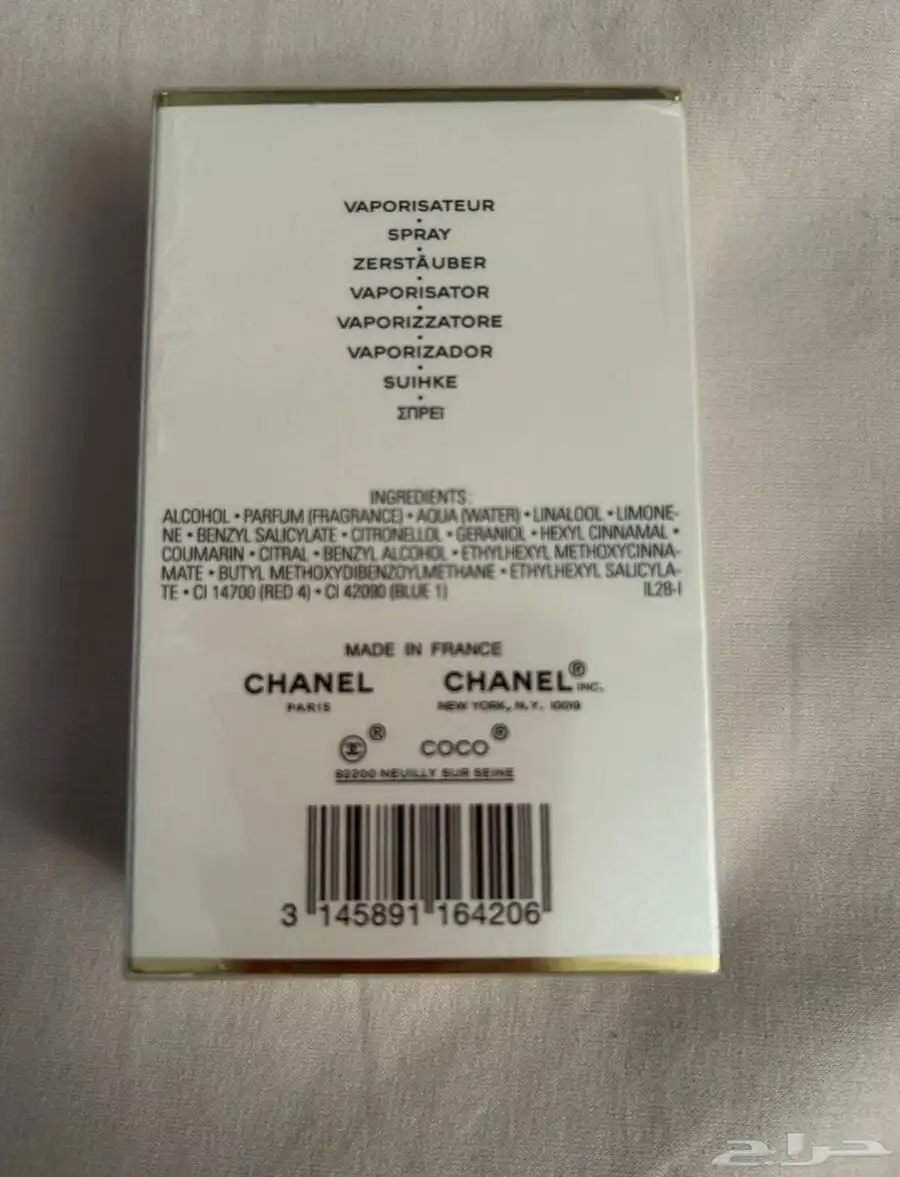 VAPORISATEUR
•
SPRAY
•
ZERSTÄUBER
•
VAPORISATOR
•
VAPORIZZATORE
•
VAPORIZADOR
•
SUIHKE
•
ΣΠΡΕΪ
INGREDIENTS:
ALCOHOL • PARFUM (FRAGRANCE) • AQUA (WATER) • LINALOOL • LIMONE-
NE • BENZYL SALICYLATE • CITRONELLOL • GERANIOL • HEXYL CINNAMAL •
COUMARIN • CITRAL • BENZYL ALCOHOL • ETHYLHEXYL METHOXYCINNA-
MATE • BUTYL METHOXYDIBENZOYLMETHANE • ETHYLHEXYL SALICYLA-
TE • CI 14700 (RED 4) • CI 42090 (BLUE 1) IL28-I
MADE IN FRANCE
CHANEL CHANEL® INC.
PARIS NEW YORK, N.Y. 10019
® COCO®
92200 NEUILLY SUR SEINE
3 145891 164206
حراج